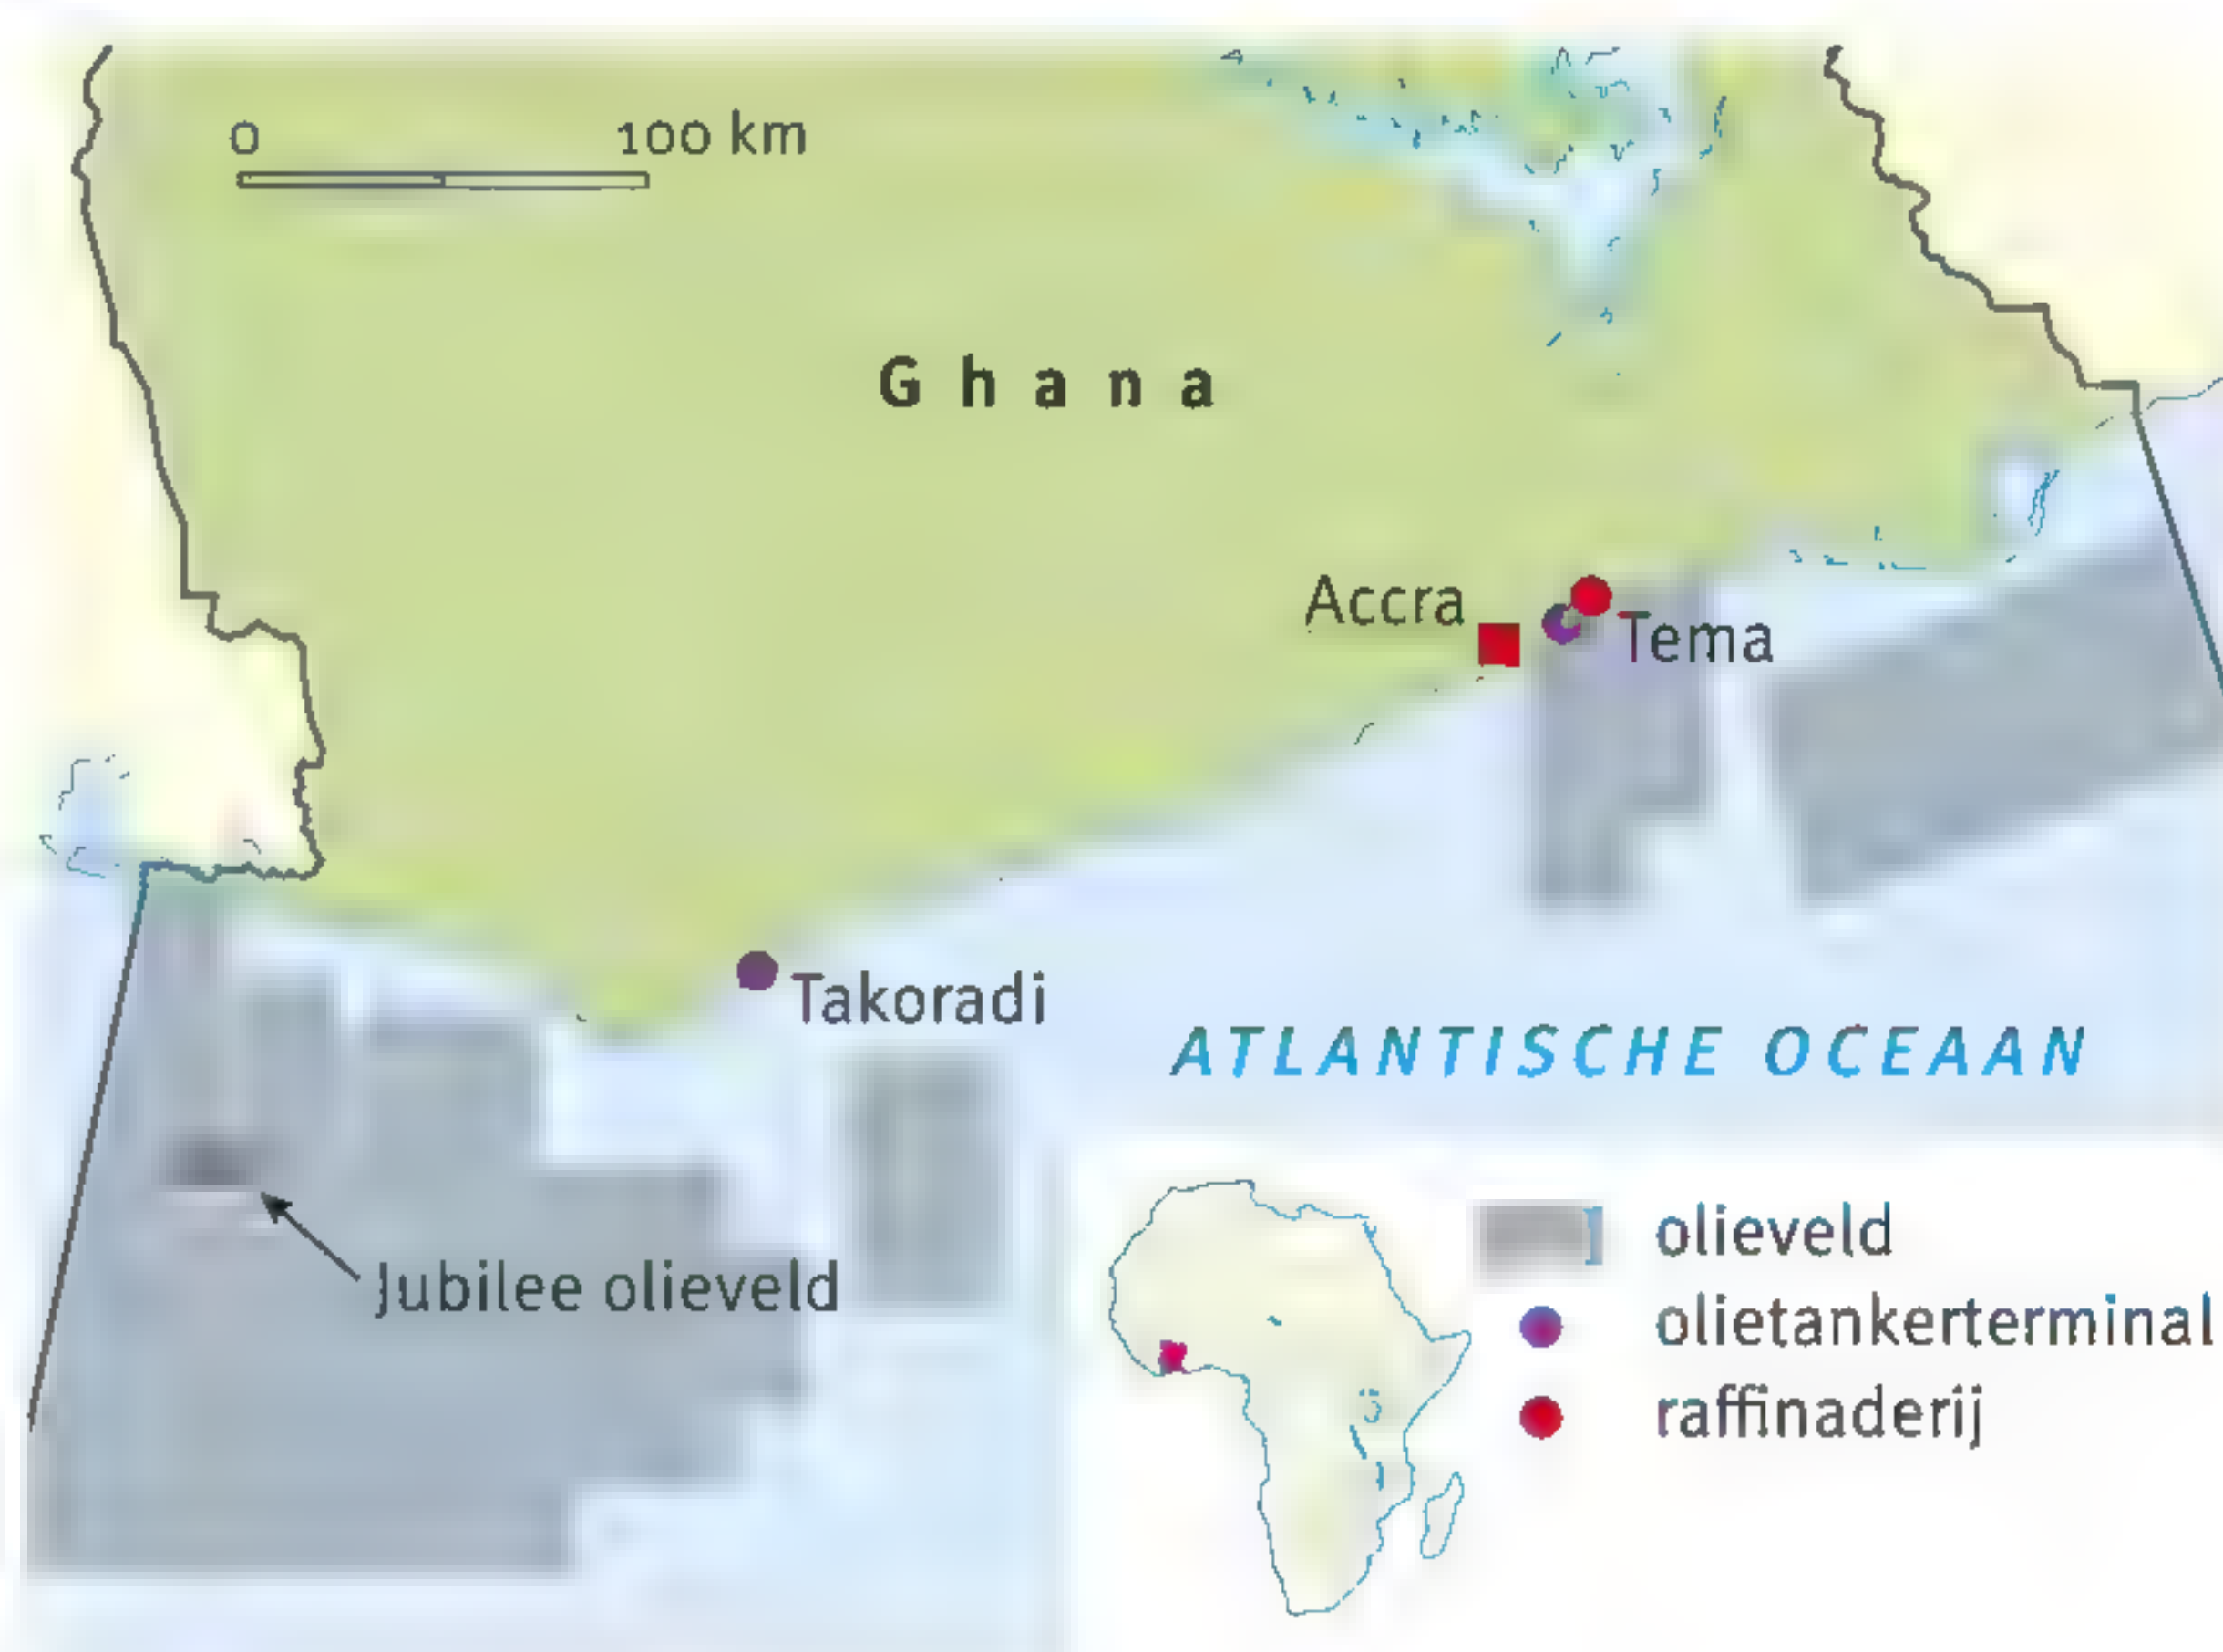 0 100 km
Ghana
Accra
Tema
Takoradi
ATLANTISCHE OCEAAN
Jubilee olieveld
olieveld
olietankerterminal
raffinaderij